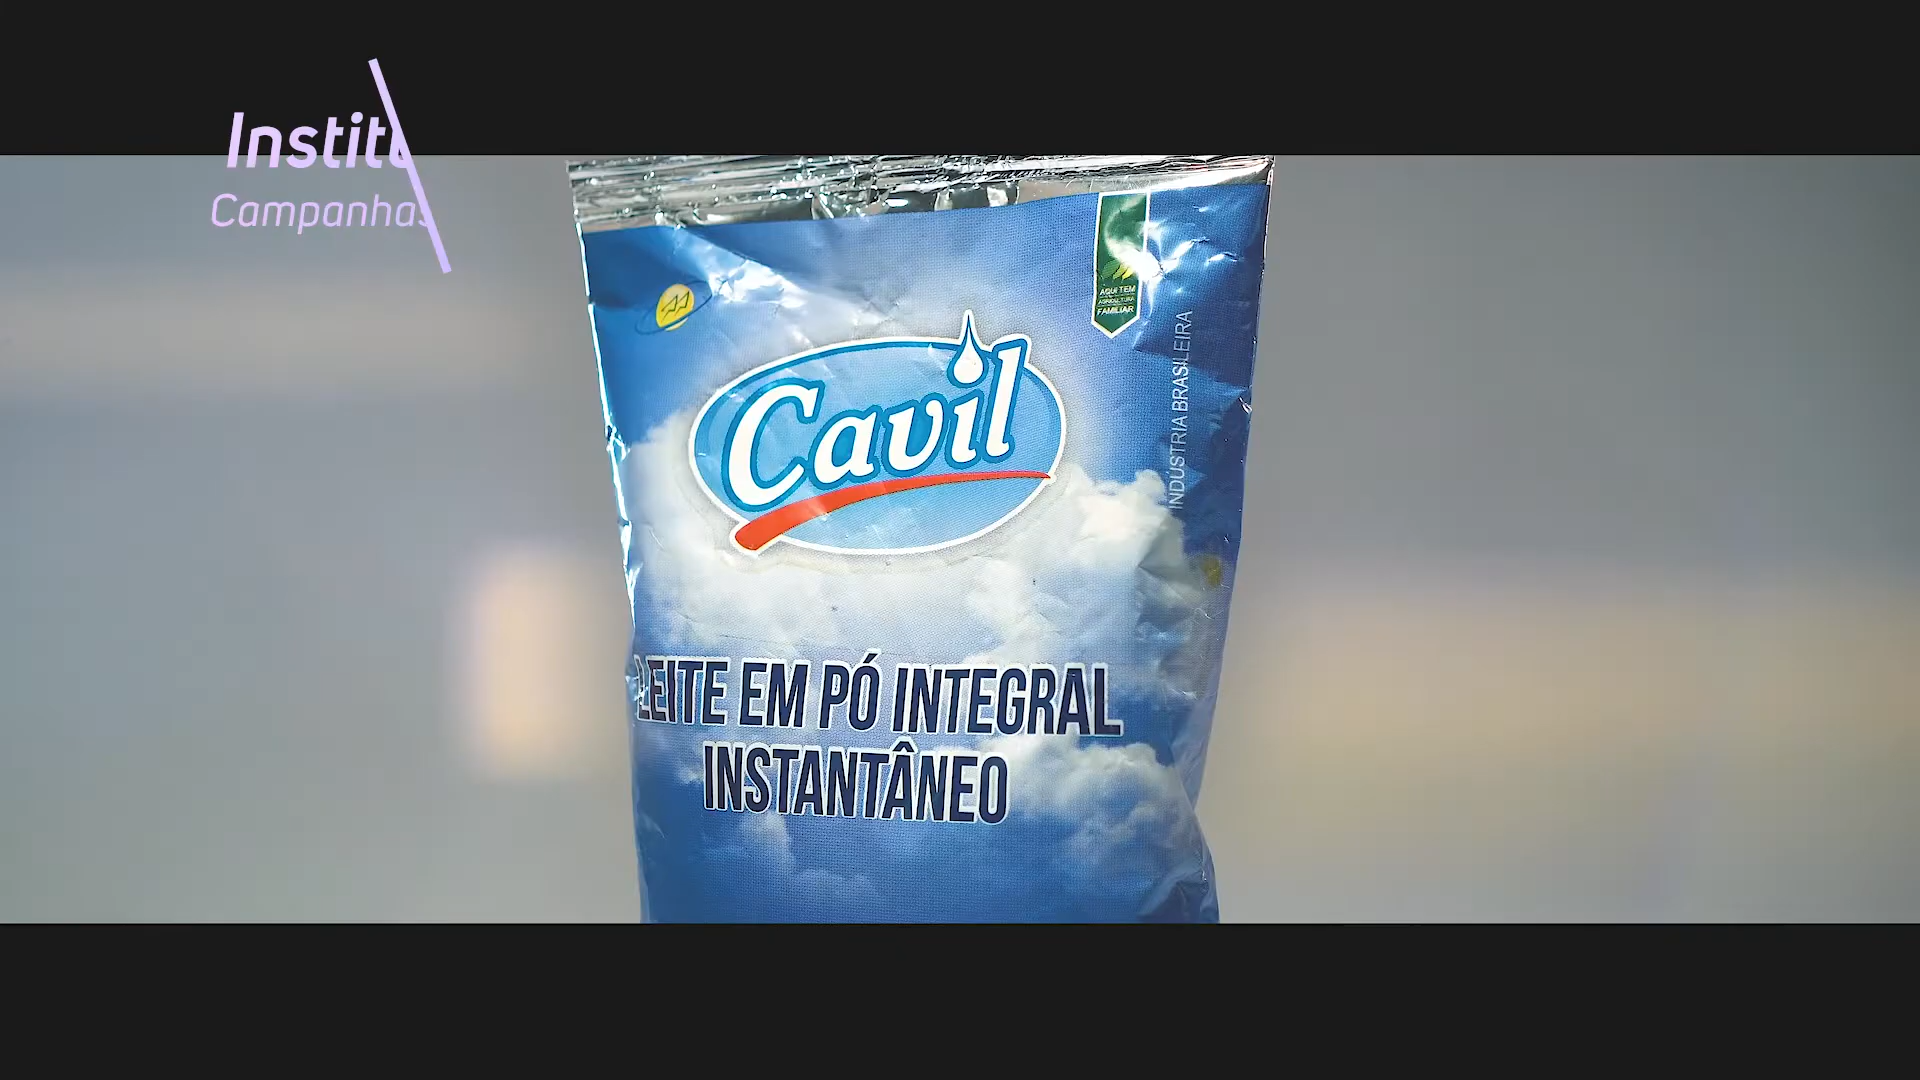 Instit
Campanhas
AQUI TEM
AGRICULTURA
FAMILIAR
INDÚSTRIA BRASILEIRA
Cavil
LEITE EM PÓ INTEGRAL
INSTANTÂNEO